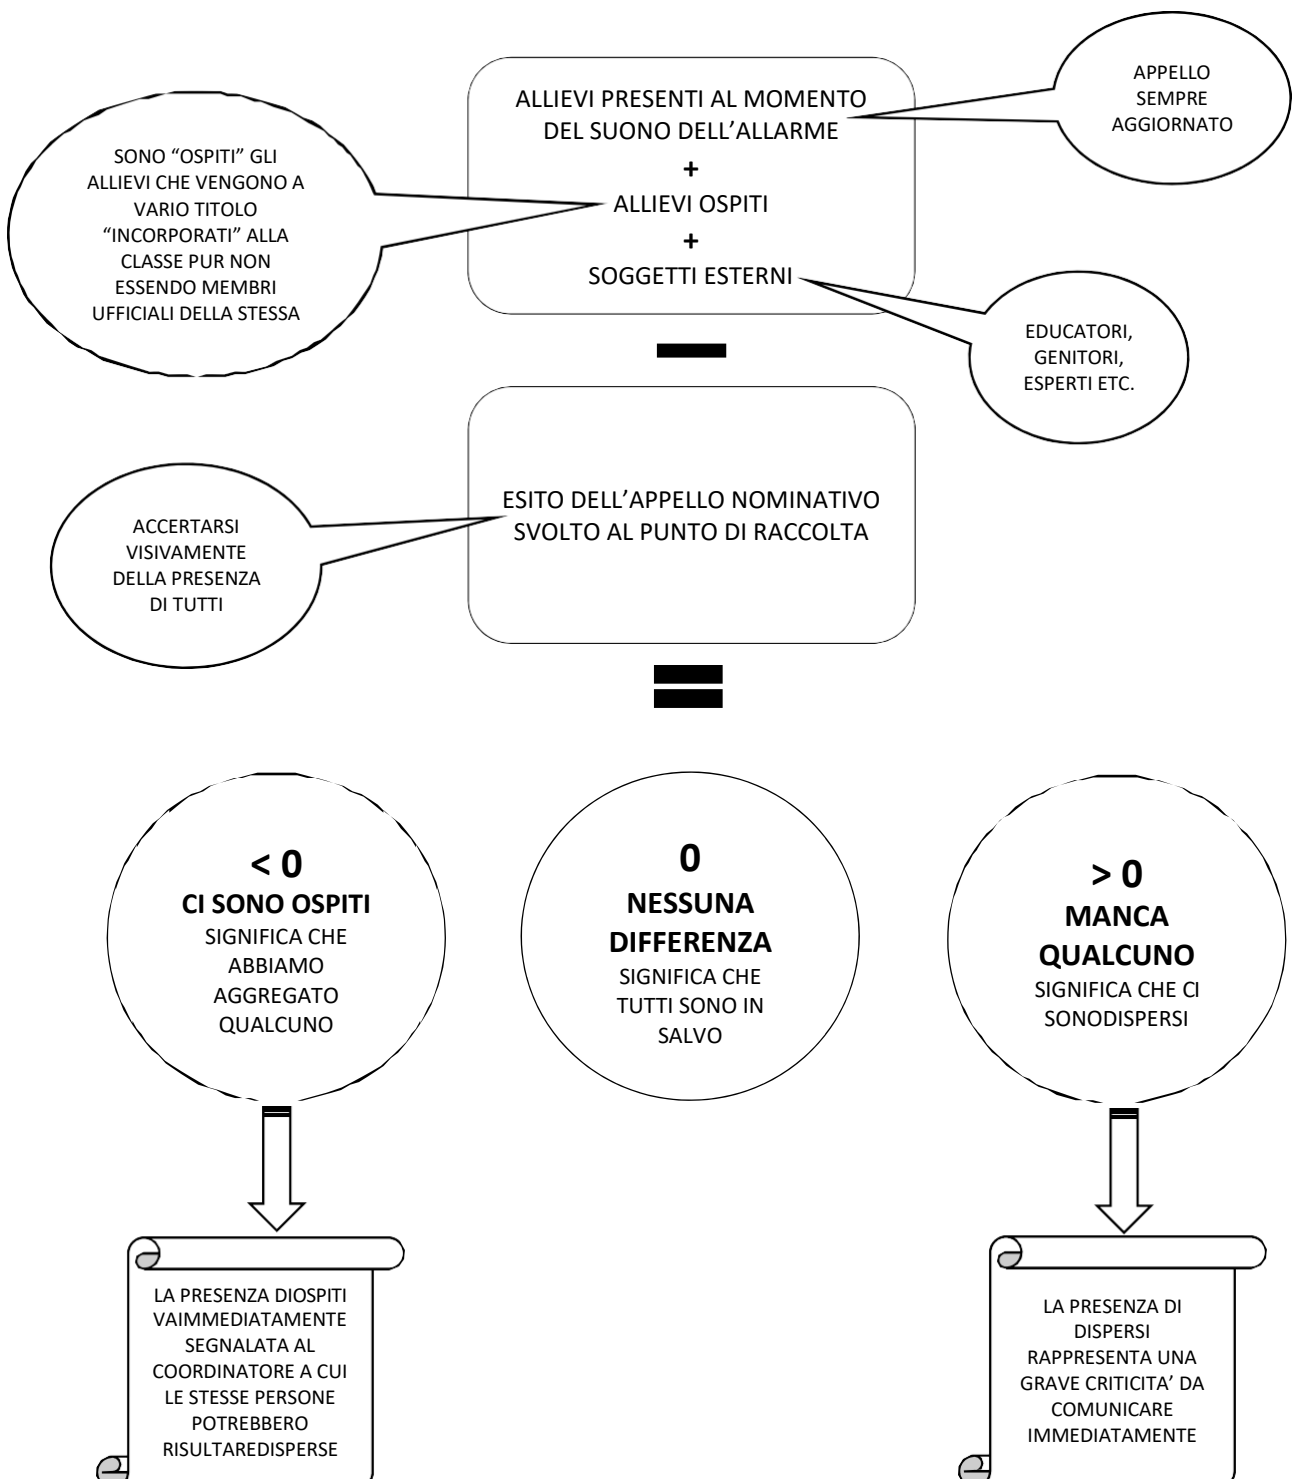 ALLIEVI PRESENTI AL MOMENTO
DEL SUONO DELL’ALLARME
+
ALLIEVI OSPITI
+
SOGGETTI ESTERNI
APPELLO
SEMPRE
AGGIORNATO
SONO “OSPITI” GLI
ALLIEVI CHE VENGONO A
VARIO TITOLO
“INCORPORATI” ALLA
CLASSE PUR NON
ESSENDO MEMBRI
UFFICIALI DELLA STESSA
EDUCATORI,
GENITORI,
ESPERTI ETC.
ESITO DELL’APPELLO NOMINATIVO
SVOLTO AL PUNTO DI RACCOLTA
ACCERTARSI
VISIVAMENTE
DELLA PRESENZA
DI TUTTI
< 0
CI SONO OSPITI
SIGNIFICA CHE
ABBIAMO
AGGREGATO
QUALCUNO
0
NESSUNA
DIFFERENZA
SIGNIFICA CHE
TUTTI SONO IN
SALVO
> 0
MANCA
QUALCUNO
SIGNIFICA CHE CI
SONODISPERSI
LA PRESENZA DIOSPITI
VAIMMEDIATAMENTE
SEGNALATA AL
COORDINATORE A CUI
LE STESSE PERSONE
POTREBBERO
RISULTAREDISPERSE
LA PRESENZA DI
DISPERSI
RAPPRESENTA UNA
GRAVE CRITICITA’ DA
COMUNICARE
IMMEDIATAMENTE